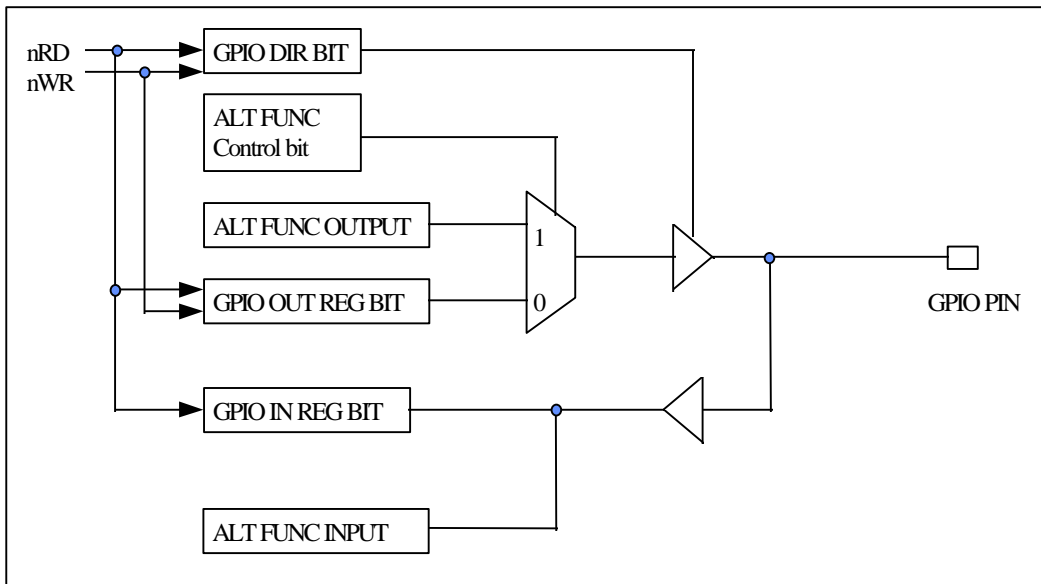 nRD
nWR
GPIO DIR BIT
ALT FUNC
Control bit
ALT FUNC OUTPUT
1
GPIO OUT REG BIT
0
GPIO PIN
GPIO IN REG BIT
ALT FUNC INPUT